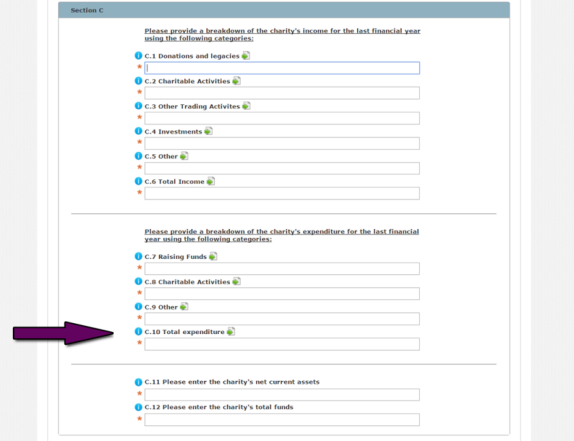 Section C
Please provide a breakdown of the charity's income for the last financial year
using the following categories:
C.1 Donations and legacies
*
C.2 Charitable Activities
*
C.3 Other Trading Activites
*
C.4 Investments
*
C.5 Other
*
C.6 Total Income
*
Please provide a breakdown of the charity's expenditure for the last financial
year using the following categories:
C.7 Raising Funds
*
C.8 Charitable Activities
*
C.9 Other
*
C.10 Total expenditure
*
C.11 Please enter the charity's net current assets
*
C.12 Please enter the charity's total funds
*